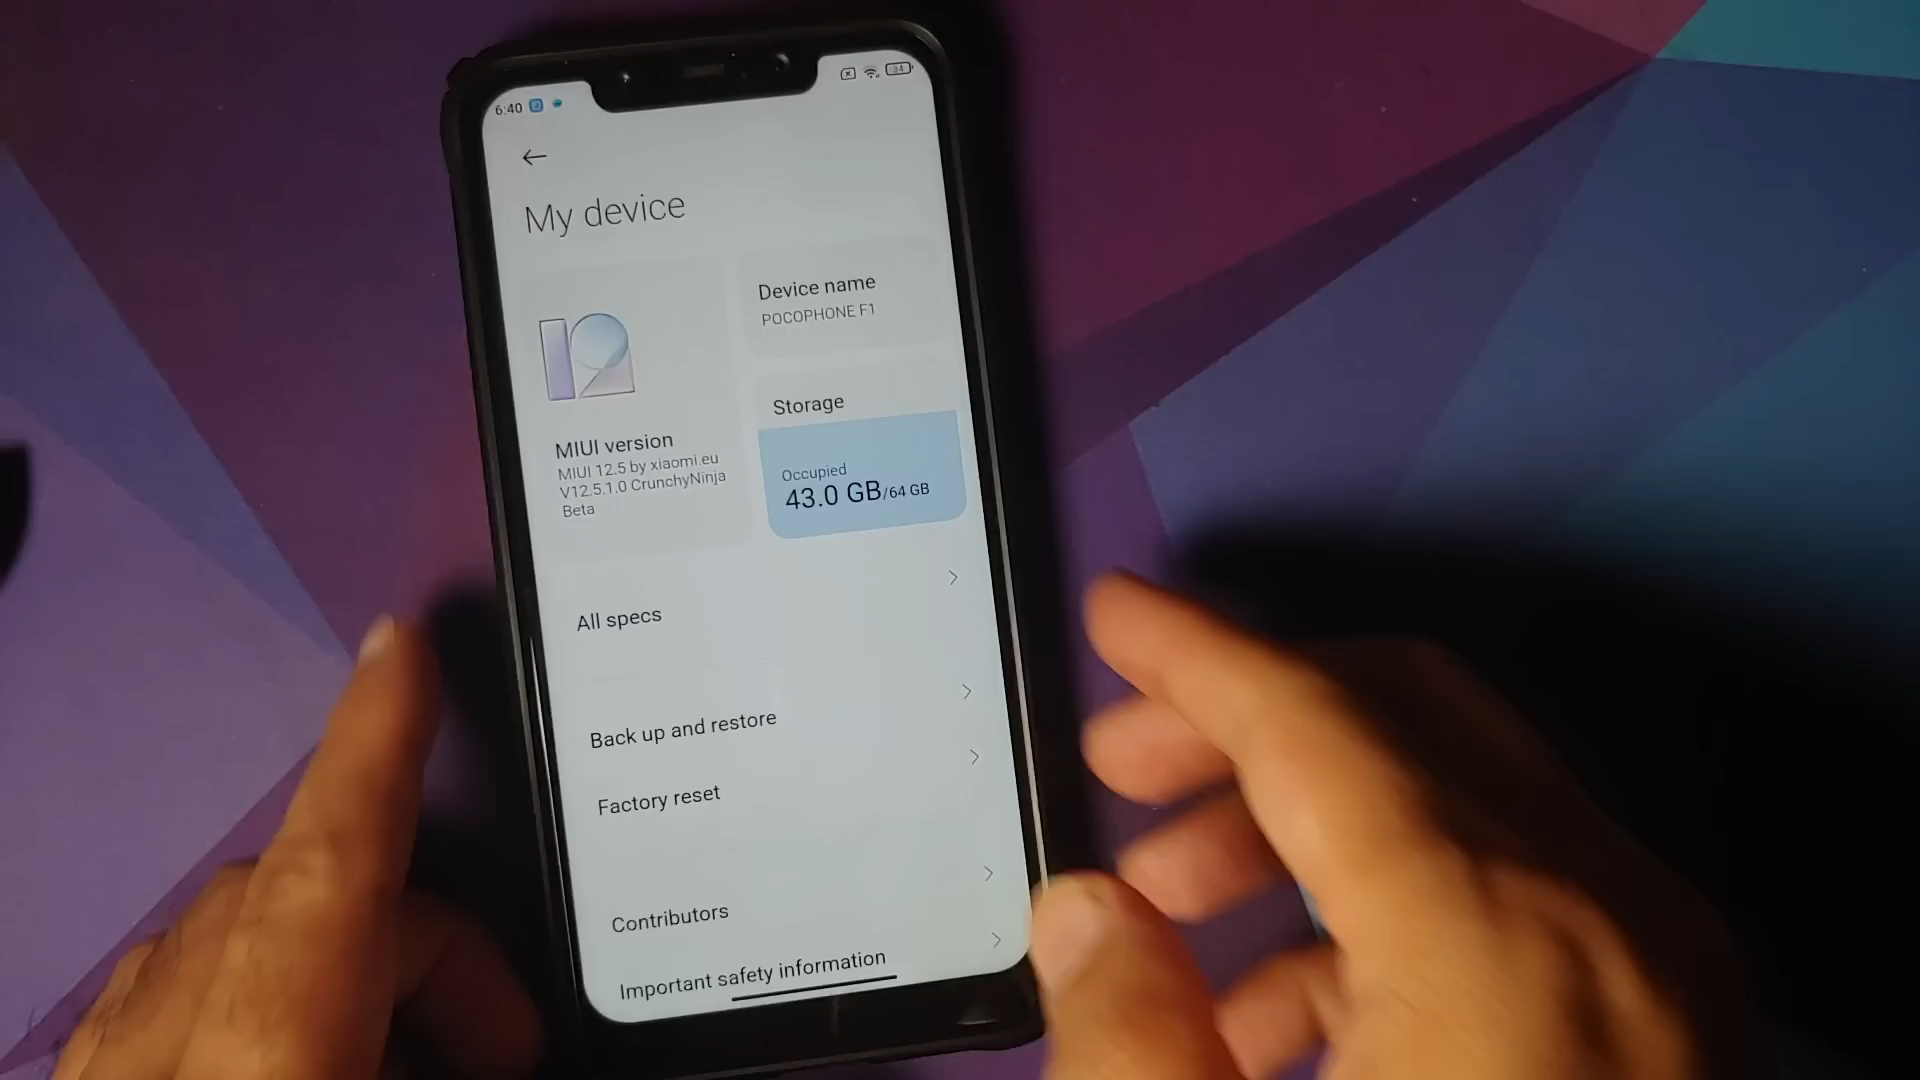 6:40
34
My device
12
Device name
POCOPHONE F1
Storage
Occupied
43.0 GB/64 GB
MIUI version
MIUI 12.5 by xiaomi.eu
V12.5.1.0 CrunchyNinja
Beta
All specs
Back up and restore
Factory reset
Contributors
Important safety information